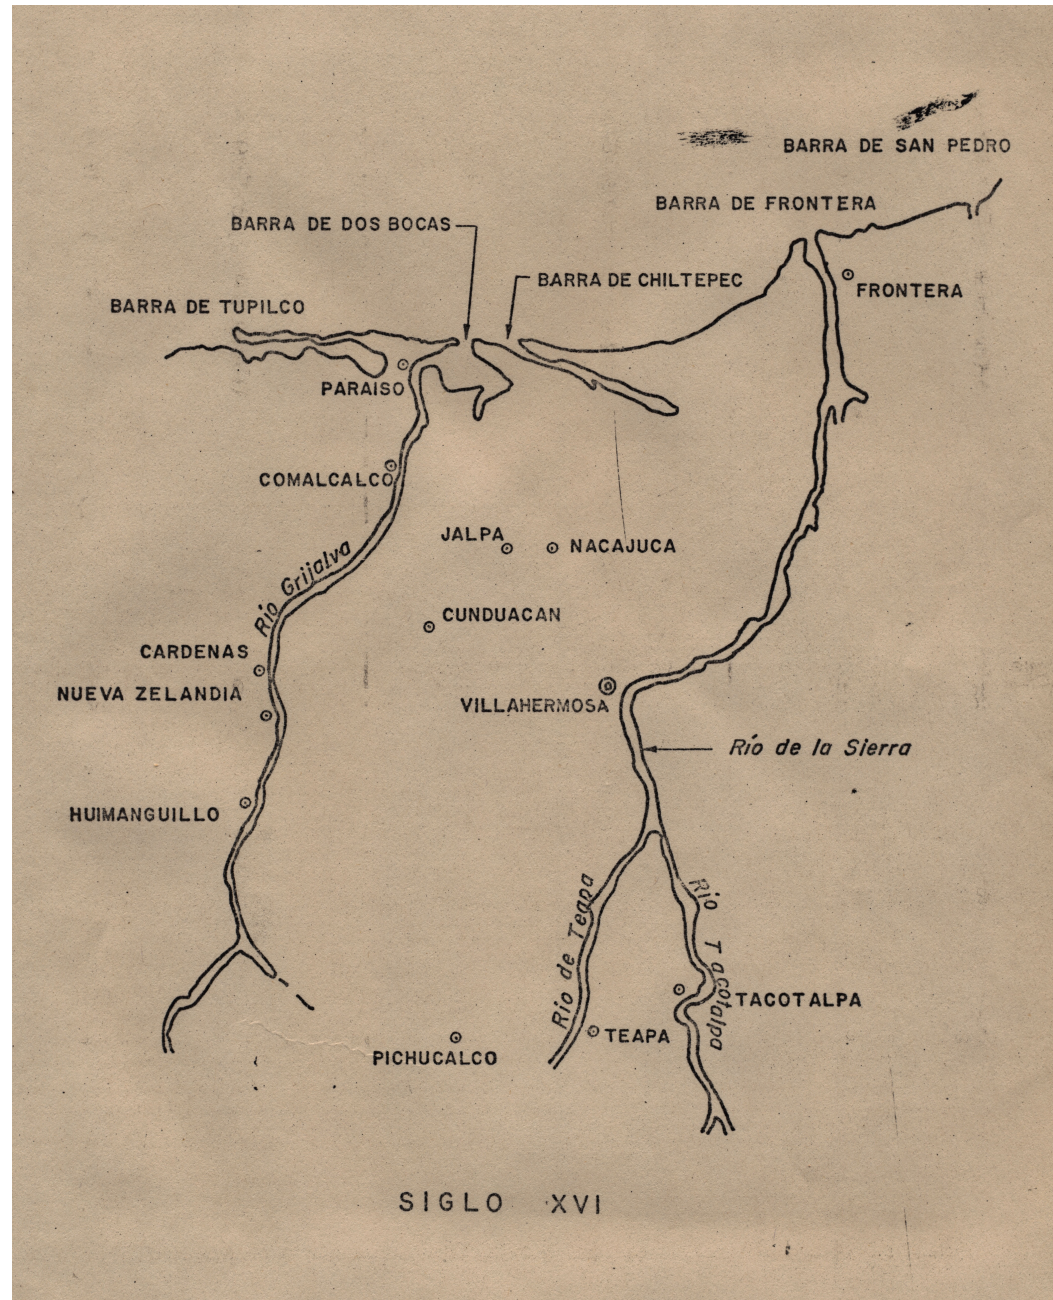 BARRA DE SAN PEDRO
BARRA DE FRONTERA
BARRA DE DOS BOCAS
BARRA DE CHILTEPEC
FRONTERA
BARRA DE TUPILCO
PARAISO
COMALCALCO
JALPA
NACAJUCA
Río Grijalva
CUNDUACAN
CARDENAS
NUEVA ZELANDIA
VILLAHERMOSA
Río de la Sierra
HUIMANGUILLO
Río de Teapa
Río Tacotalpa
TACOTALPA
TEAPA
PICHUCALCO
SIGLO XVI